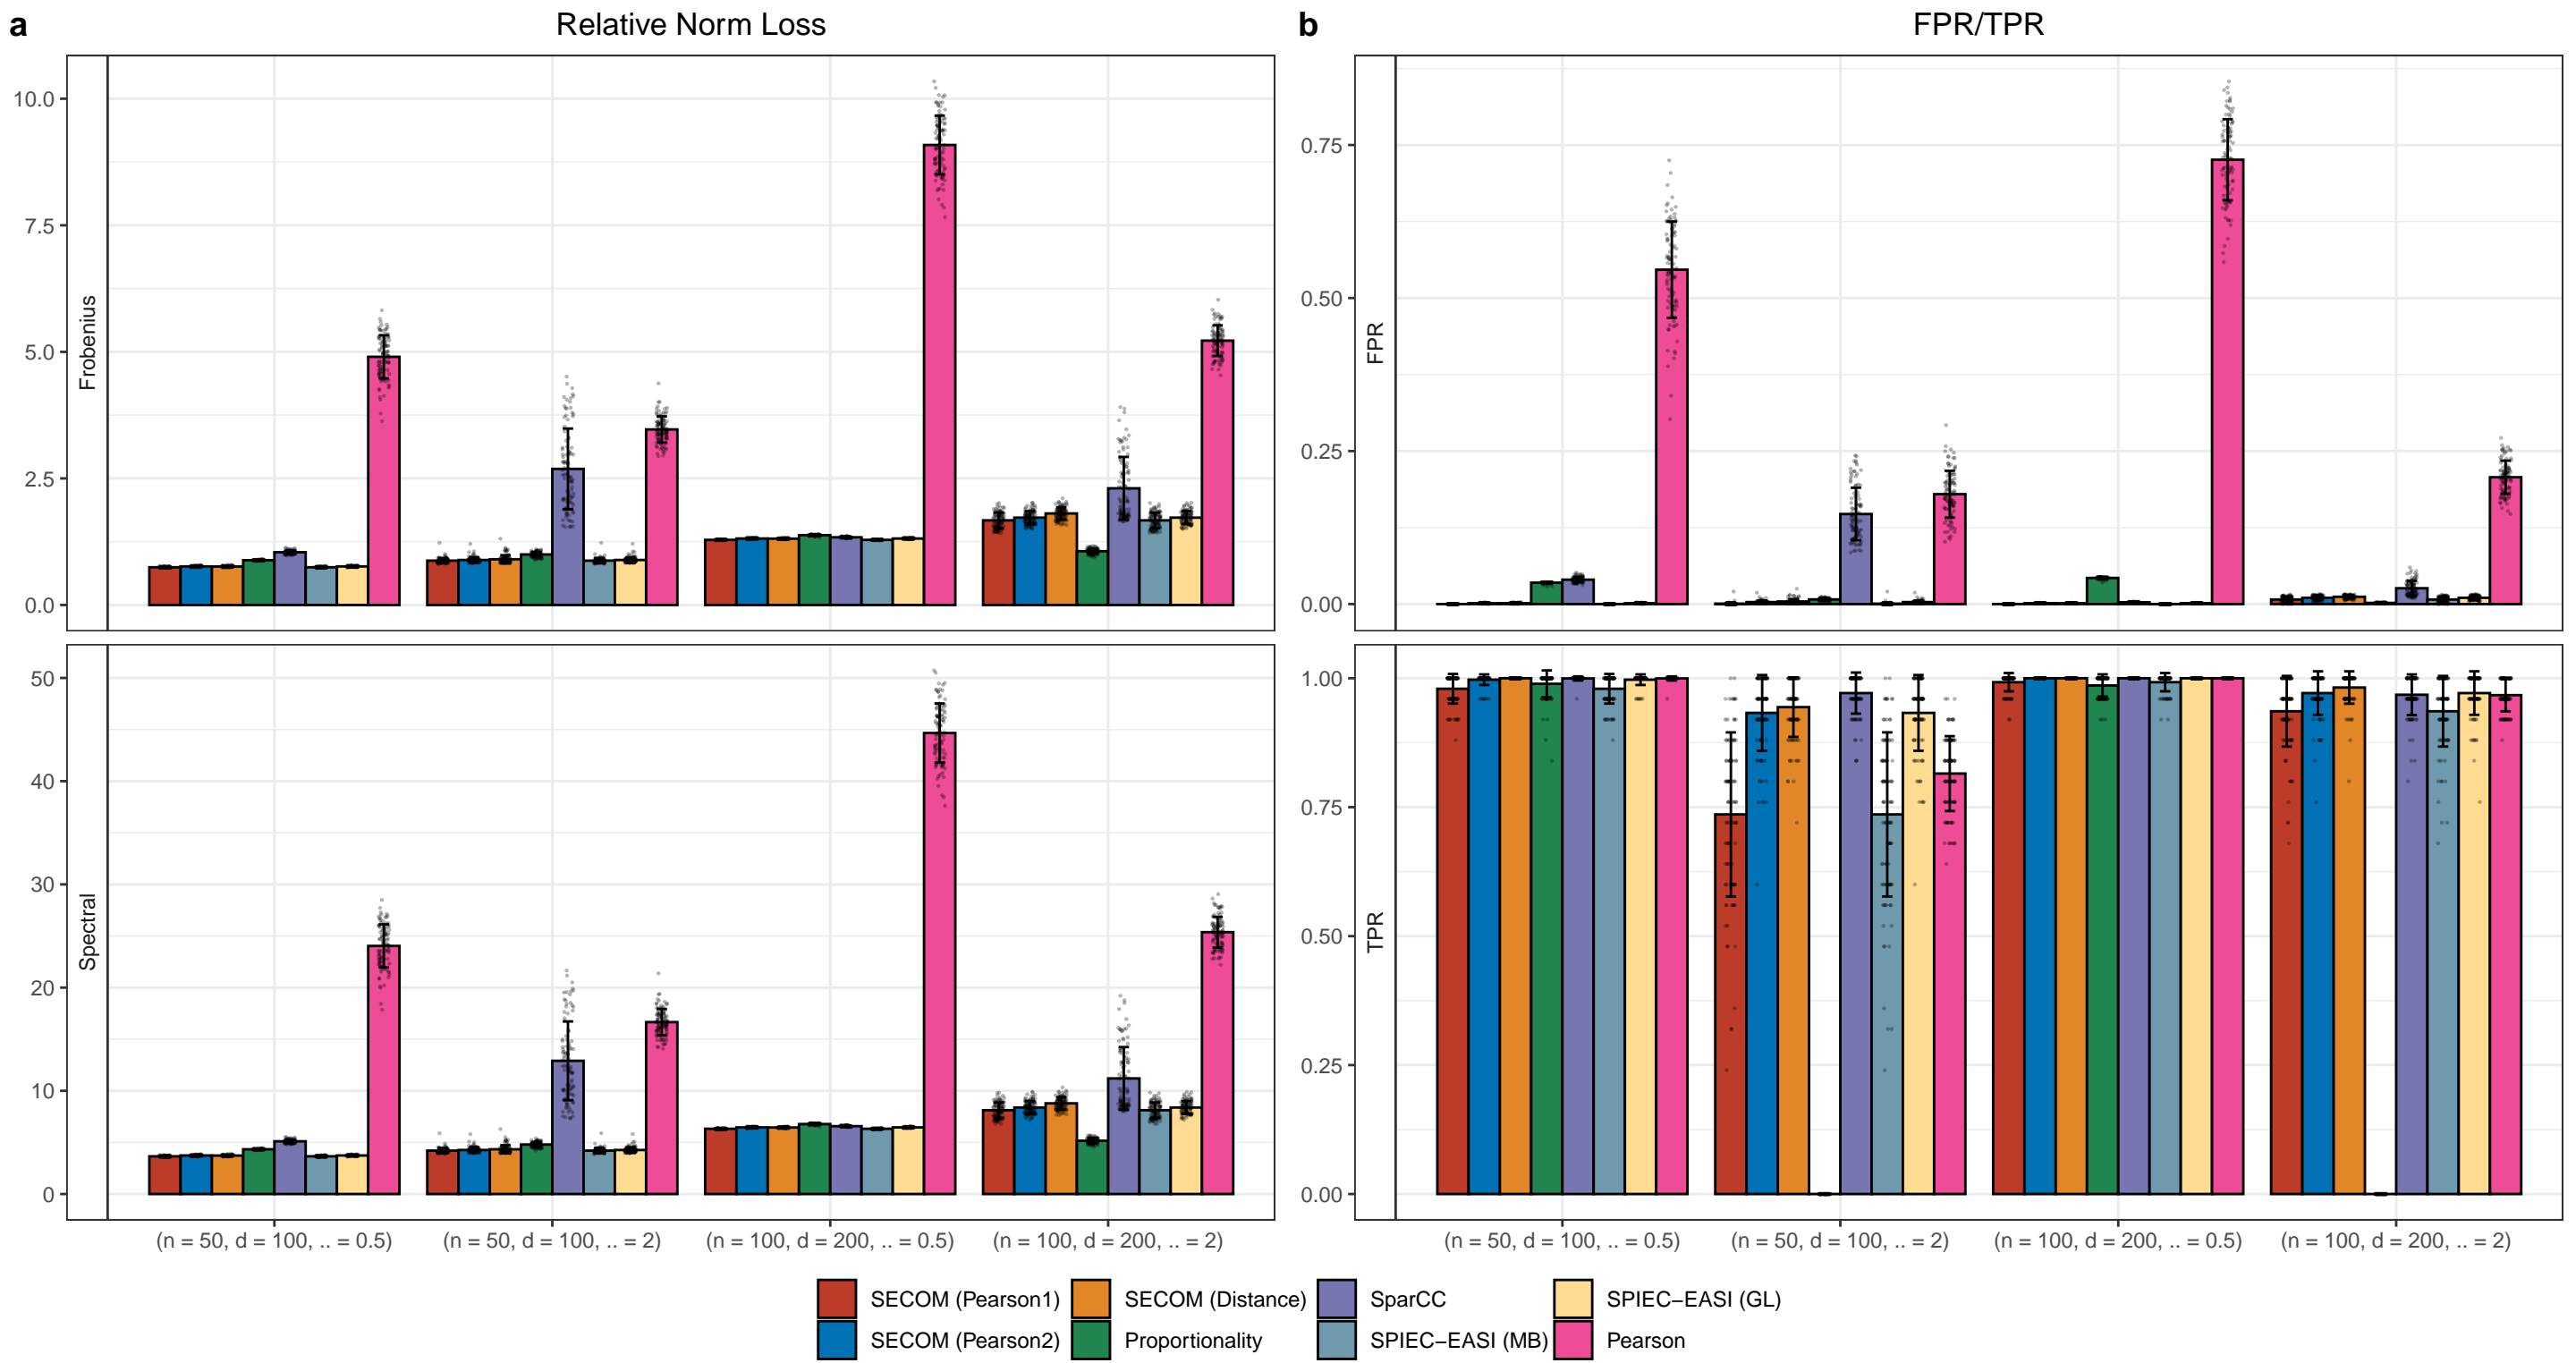 a
Relative Norm Loss
b
FPR/TPR
10.0
7.5
5.0
2.5
0.0
Frobenius
50
40
30
20
10
0
Spectral
(n = 50, d = 100, .. = 0.5)
(n = 50, d = 100, .. = 2)
(n = 100, d = 200, .. = 0.5)
(n = 100, d = 200, .. = 2)
0.75
0.50
0.25
0.00
FPR
1.00
0.75
0.50
0.25
0.00
TPR
(n = 50, d = 100, .. = 0.5)
(n = 50, d = 100, .. = 2)
(n = 100, d = 200, .. = 0.5)
(n = 100, d = 200, .. = 2)
SECOM (Pearson1)
SECOM (Distance)
SparCC
SPIEC−EASI (GL)
SECOM (Pearson2)
Proportionality
SPIEC−EASI (MB)
Pearson